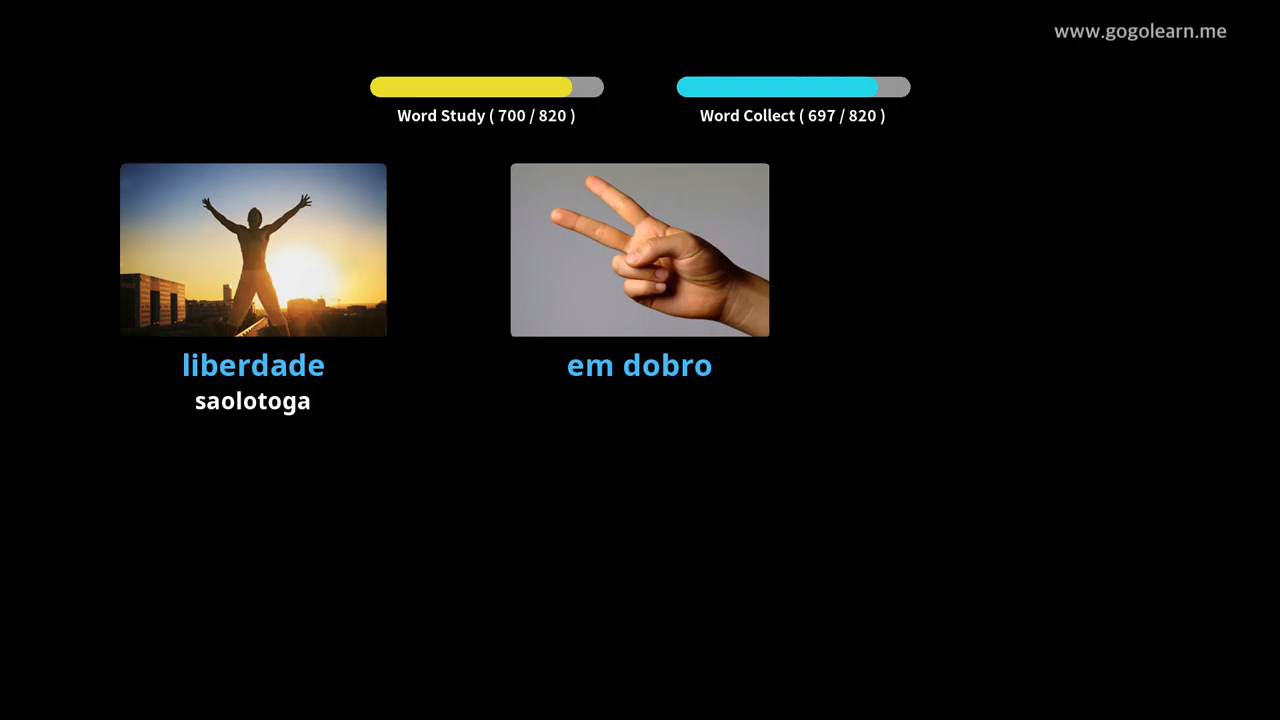 www.gogolearn.me
Word Study ( 700 / 820 )
Word Collect ( 697 / 820 )
liberdade
saolotoga
em dobro